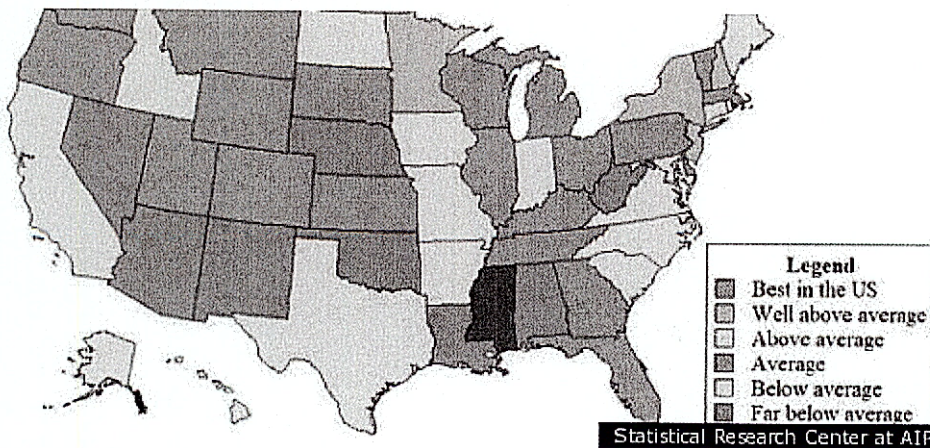 Legend
Best in the US
Well above average
Above average
Average
Below average
Far below average
Statistical Research Center at AIP